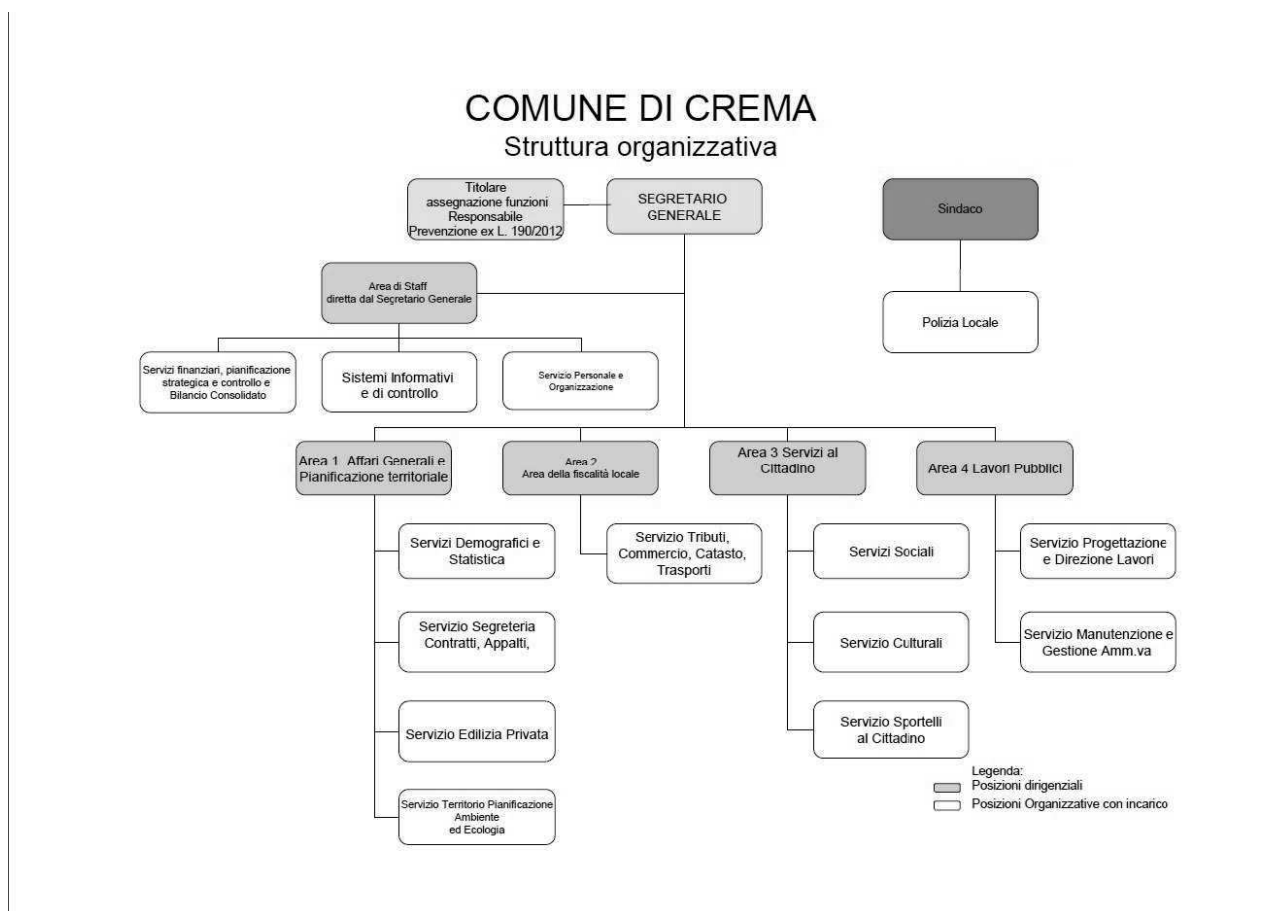 COMUNE DI CREMA
Struttura organizzativa
Titolare
assegnazione funzioni
Responsabile
Prevenzione ex L. 190/2012
SEGRETARIO
GENERALE
Sindaco
Area di Staff
diretta dal Segretario Generale
Polizia Locale
Servizi finanziari, pianificazione
strategica e controllo e
Bilancio Consolidato
Sistemi Informativi
e di controllo
Servizio Personale e
Organizzazione
Area 1 Affari Generali e
Pianificazione territoriale
Area 2
Area della fiscalità locale
Area 3 Servizi al
Cittadino
Area 4 Lavori Pubblici
Servizi Demografici e
Statistica
Servizio Tributi,
Commercio, Catasto,
Trasporti
Servizi Sociali
Servizio Progettazione
e Direzione Lavori
Servizio Segreteria
Contratti, Appalti,
Servizio Culturali
Servizio Manutenzione e
Gestione Amm.va
Servizio Edilizia Privata
Servizio Sportelli
al Cittadino
Servizio Territorio Pianificazione
Ambiente
ed Ecologia
Legenda:
Posizioni dirigenziali
Posizioni Organizzative con incarico